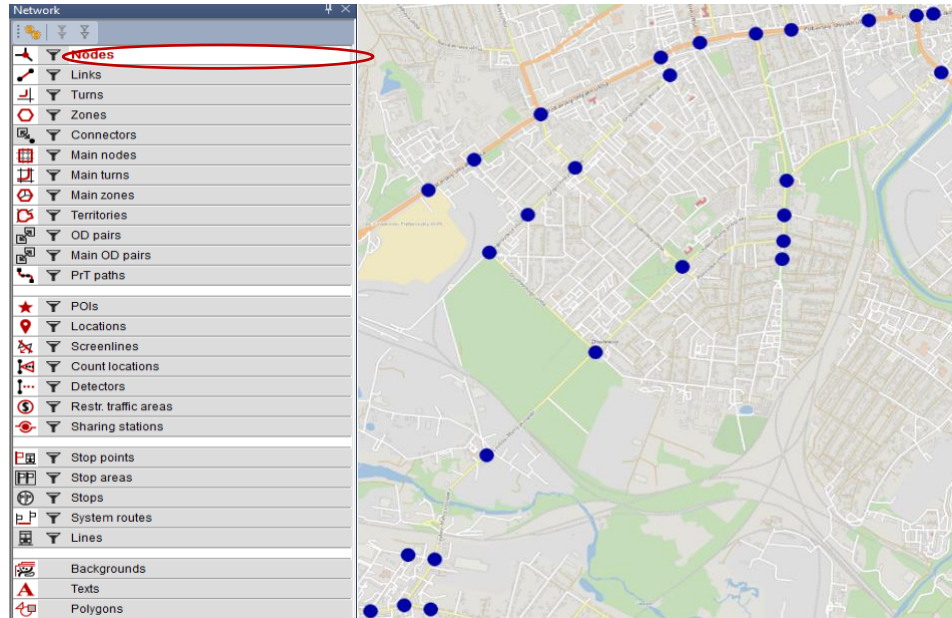 Network
Nodes
Links
Turns
Zones
Connectors
Main nodes
Main turns
Main zones
Territories
OD pairs
Main OD pairs
PrT paths
POIs
Locations
Screenlines
Count locations
Detectors
Restr. traffic areas
Sharing stations
Stop points
Stop areas
Stops
System routes
Lines
Backgrounds
Texts
Polygons